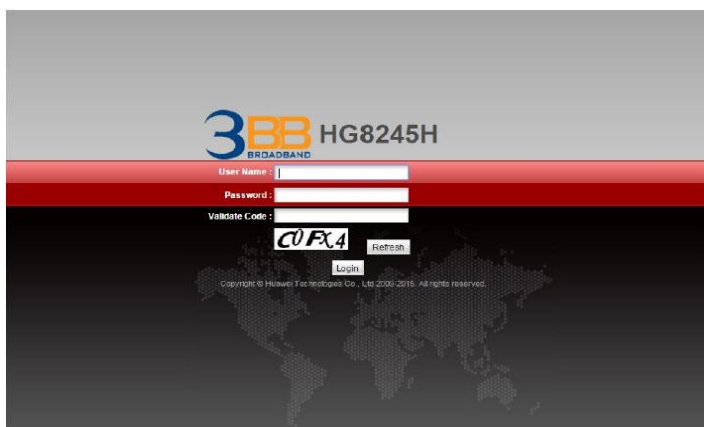 3BB HG8245H
BROADBAND
User Name :
Password :
Validate Code :
C0FX4
Refresh
Login
Copyright © Huawei Technologies Co., Ltd 2009-2015. All rights reserved.